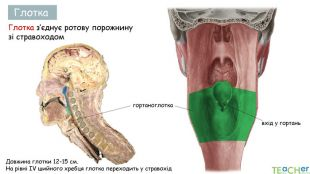 Глотка
Глотка з'єднує ротову порожнину
зі стравоходом
гортаноглотка
вхід у гортань
Довжина глотки 12-15 см.
На рівні IV шийного хребця глотка переходить у стравохід
TEACHer